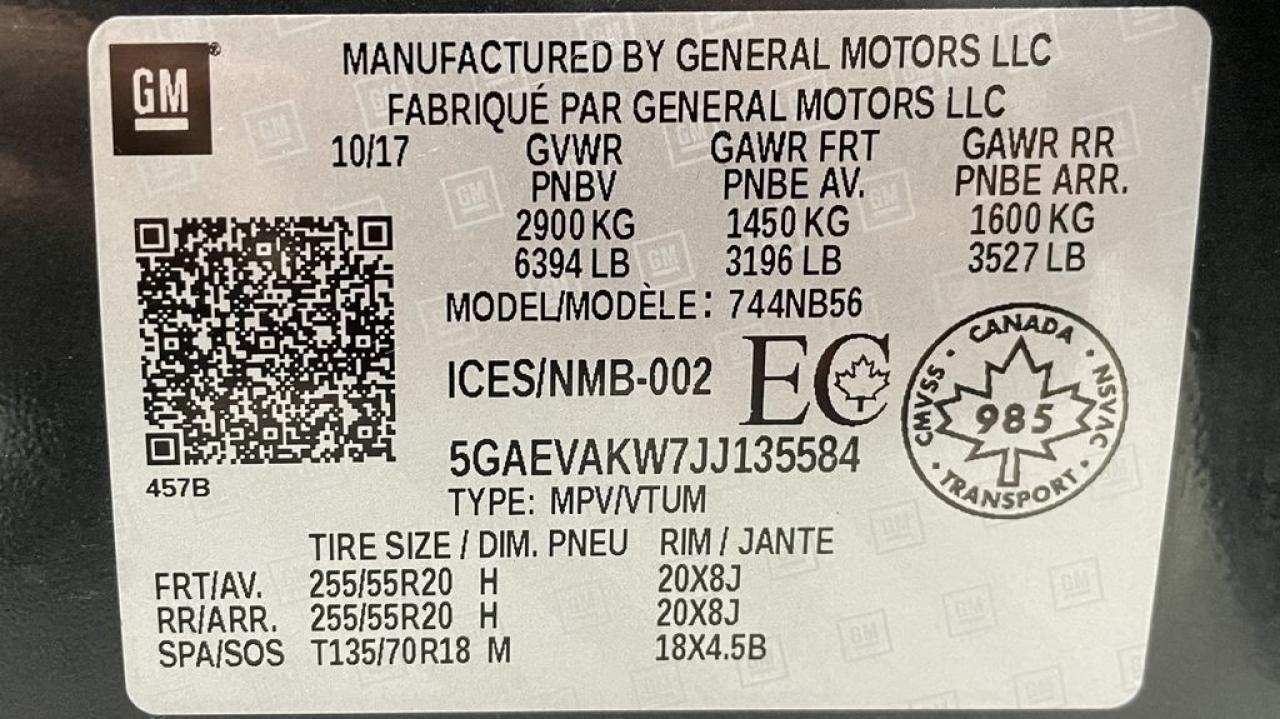 GM
MANUFACTURED BY GENERAL MOTORS LLC
FABRIQUÉ PAR GENERAL MOTORS LLC
10/17 GVWR GAWR FRT GAWR RR
PNBV PNBE AV. PNBE ARR.
2900 KG 1450 KG 1600 KG
6394 LB 3196 LB 3527 LB
MODEL/MODÈLE: 744NB56
ICES/NMB-002 EC
CANADA
CMVSS 985 NSVAC
TRANSPORT
5GAEVAKW7JJ135584
457B
TYPE: MPV/VTUM
TIRE SIZE / DIM. PNEU RIM / JANTE
FRT/AV. 255/55R20 H 20X8J
RR/ARR. 255/55R20 H 20X8J
SPA/SOS T135/70R18 M 18X4.5B